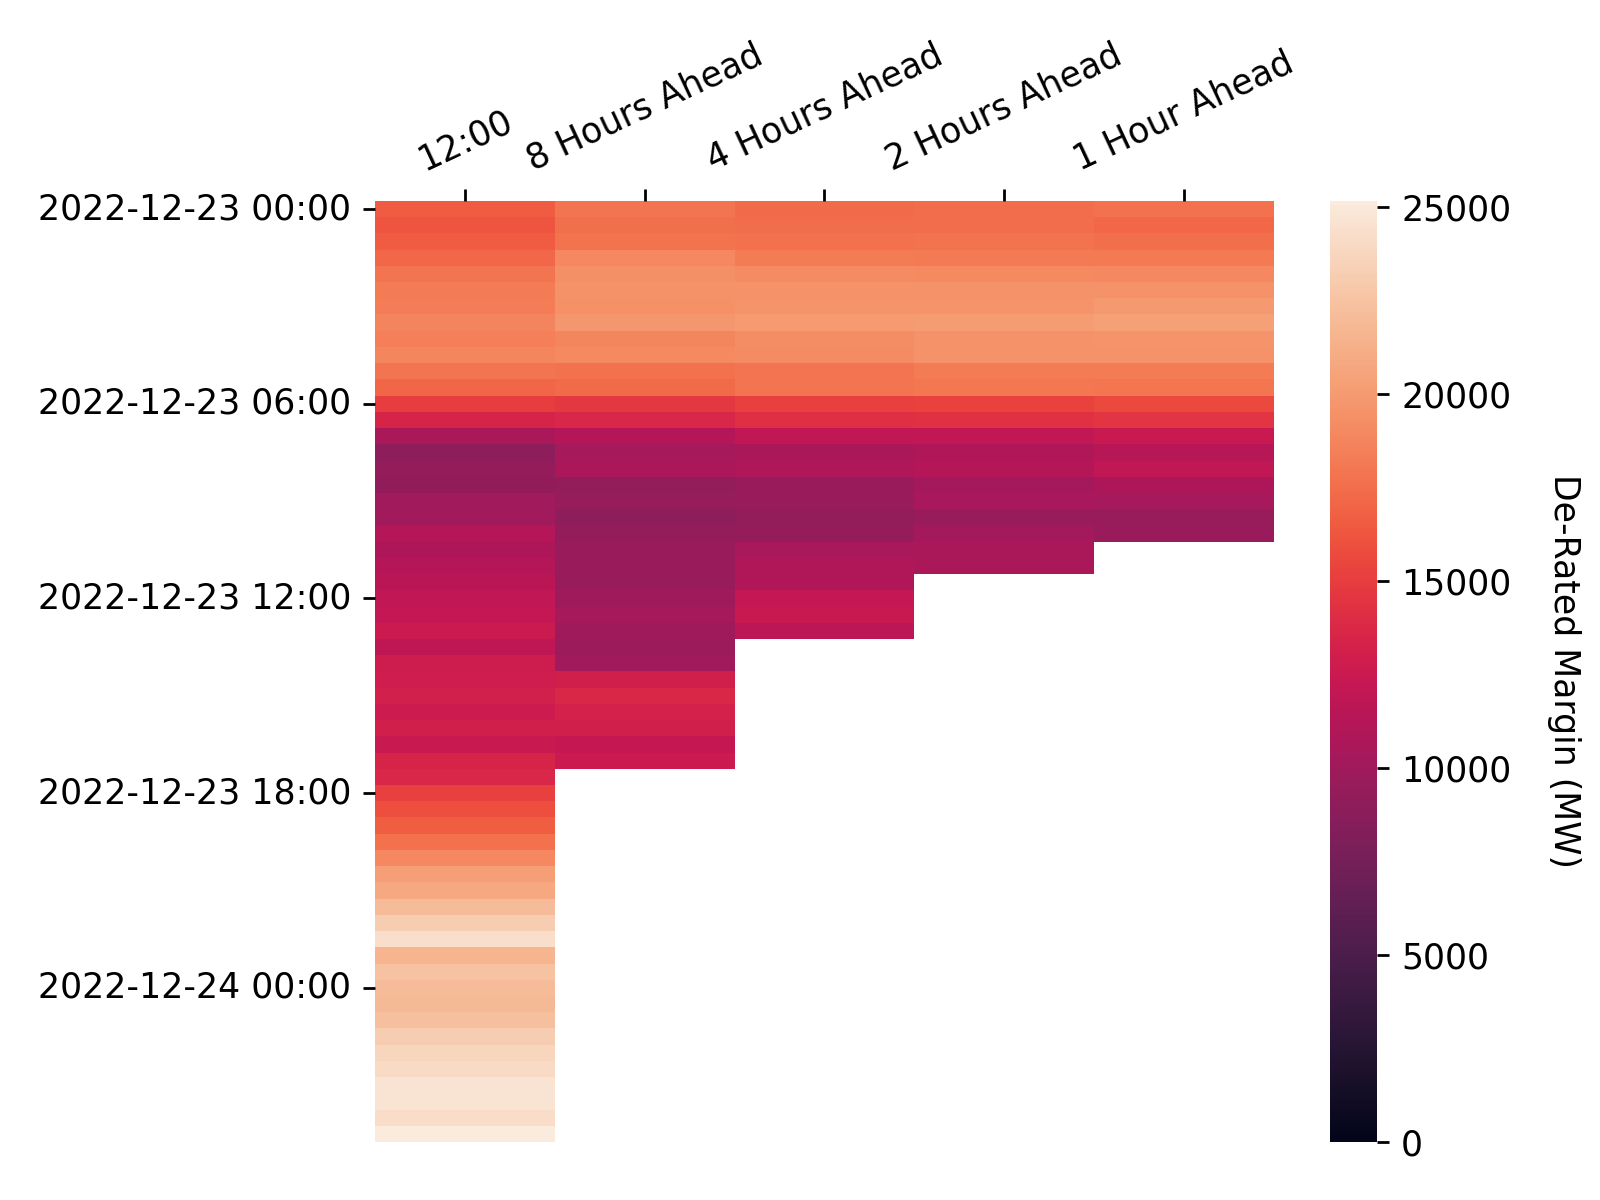 12:00
8 Hours Ahead
4 Hours Ahead
2 Hours Ahead
1 Hour Ahead
2022-12-23 00:00
2022-12-23 06:00
2022-12-23 12:00
2022-12-23 18:00
2022-12-24 00:00
25000
20000
15000
10000
5000
0
De-Rated Margin (MW)